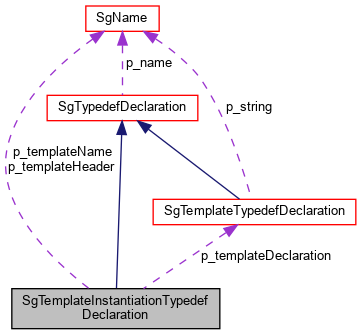 SgName
p_name
SgTypedefDeclaration
p_string
p_templateName
p_templateHeader
SgTemplateTypedefDeclaration
p_templateDeclaration
SgTemplateInstantiationTypedef
Declaration